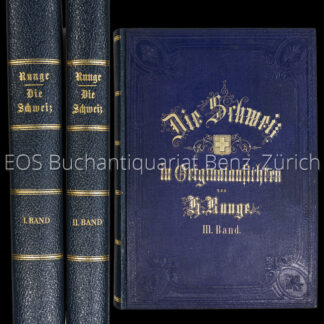 Runge
Die
Schweiz
I. BAND
Runge
Die
Schweiz
II. BAND
Die Schweiz
in Originalansichten
von
H. Runge.
III. Band.
EOS Buchantiquariat Benz, Zürich